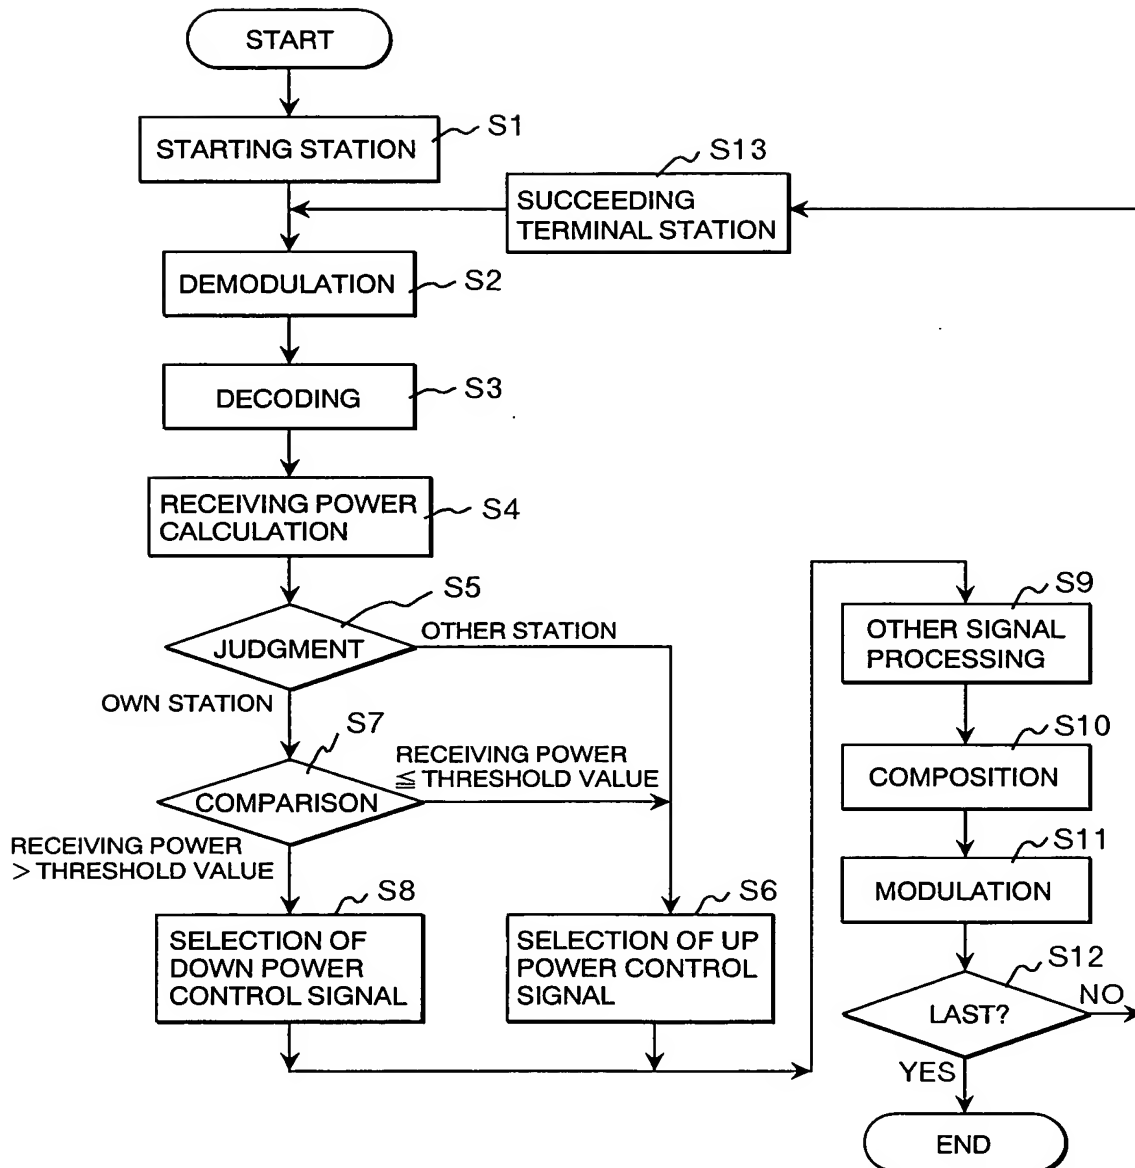 START
STARTING STATION
S1
SUCCEEDING
TERMINAL STATION
S13
DEMODULATION
S2
DECODING
S3
RECEIVING POWER
CALCULATION
S4
JUDGMENT
S5
OTHER STATION
OWN STATION
COMPARISON
S7
RECEIVING POWER
≦ THRESHOLD VALUE
RECEIVING POWER
> THRESHOLD VALUE
SELECTION OF
DOWN POWER
CONTROL SIGNAL
S8
SELECTION OF UP
POWER CONTROL
SIGNAL
S6
OTHER SIGNAL
PROCESSING
S9
COMPOSITION
S10
MODULATION
S11
LAST?
S12
NO
YES
END